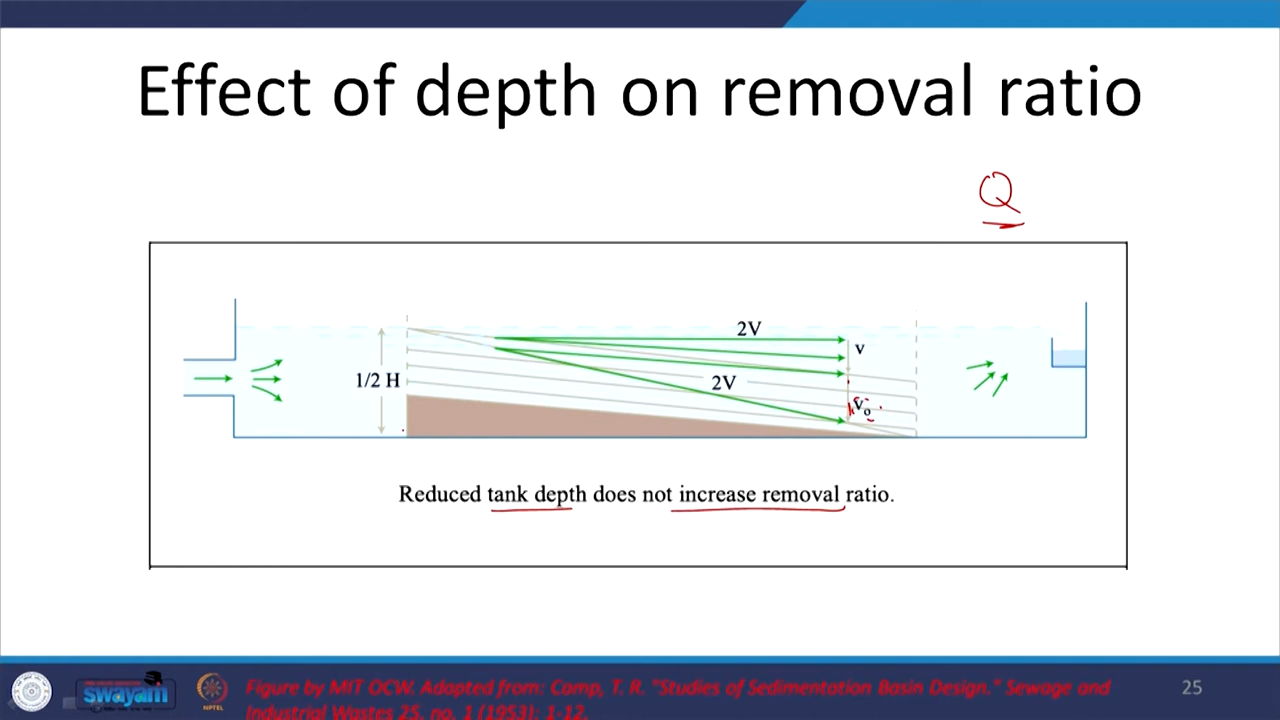 Effect of depth on removal ratio
Q
2V
v
1/2 H
2V
vo
Reduced tank depth does not increase removal ratio.
swayam
NPTEL
Figure by MIT OCW. Adapted from: Camp, T. R. "Studies of Sedimentation Basin Design." Sewage and
Industrial Wastes 25, no. 1 (1953): 1-12.
25